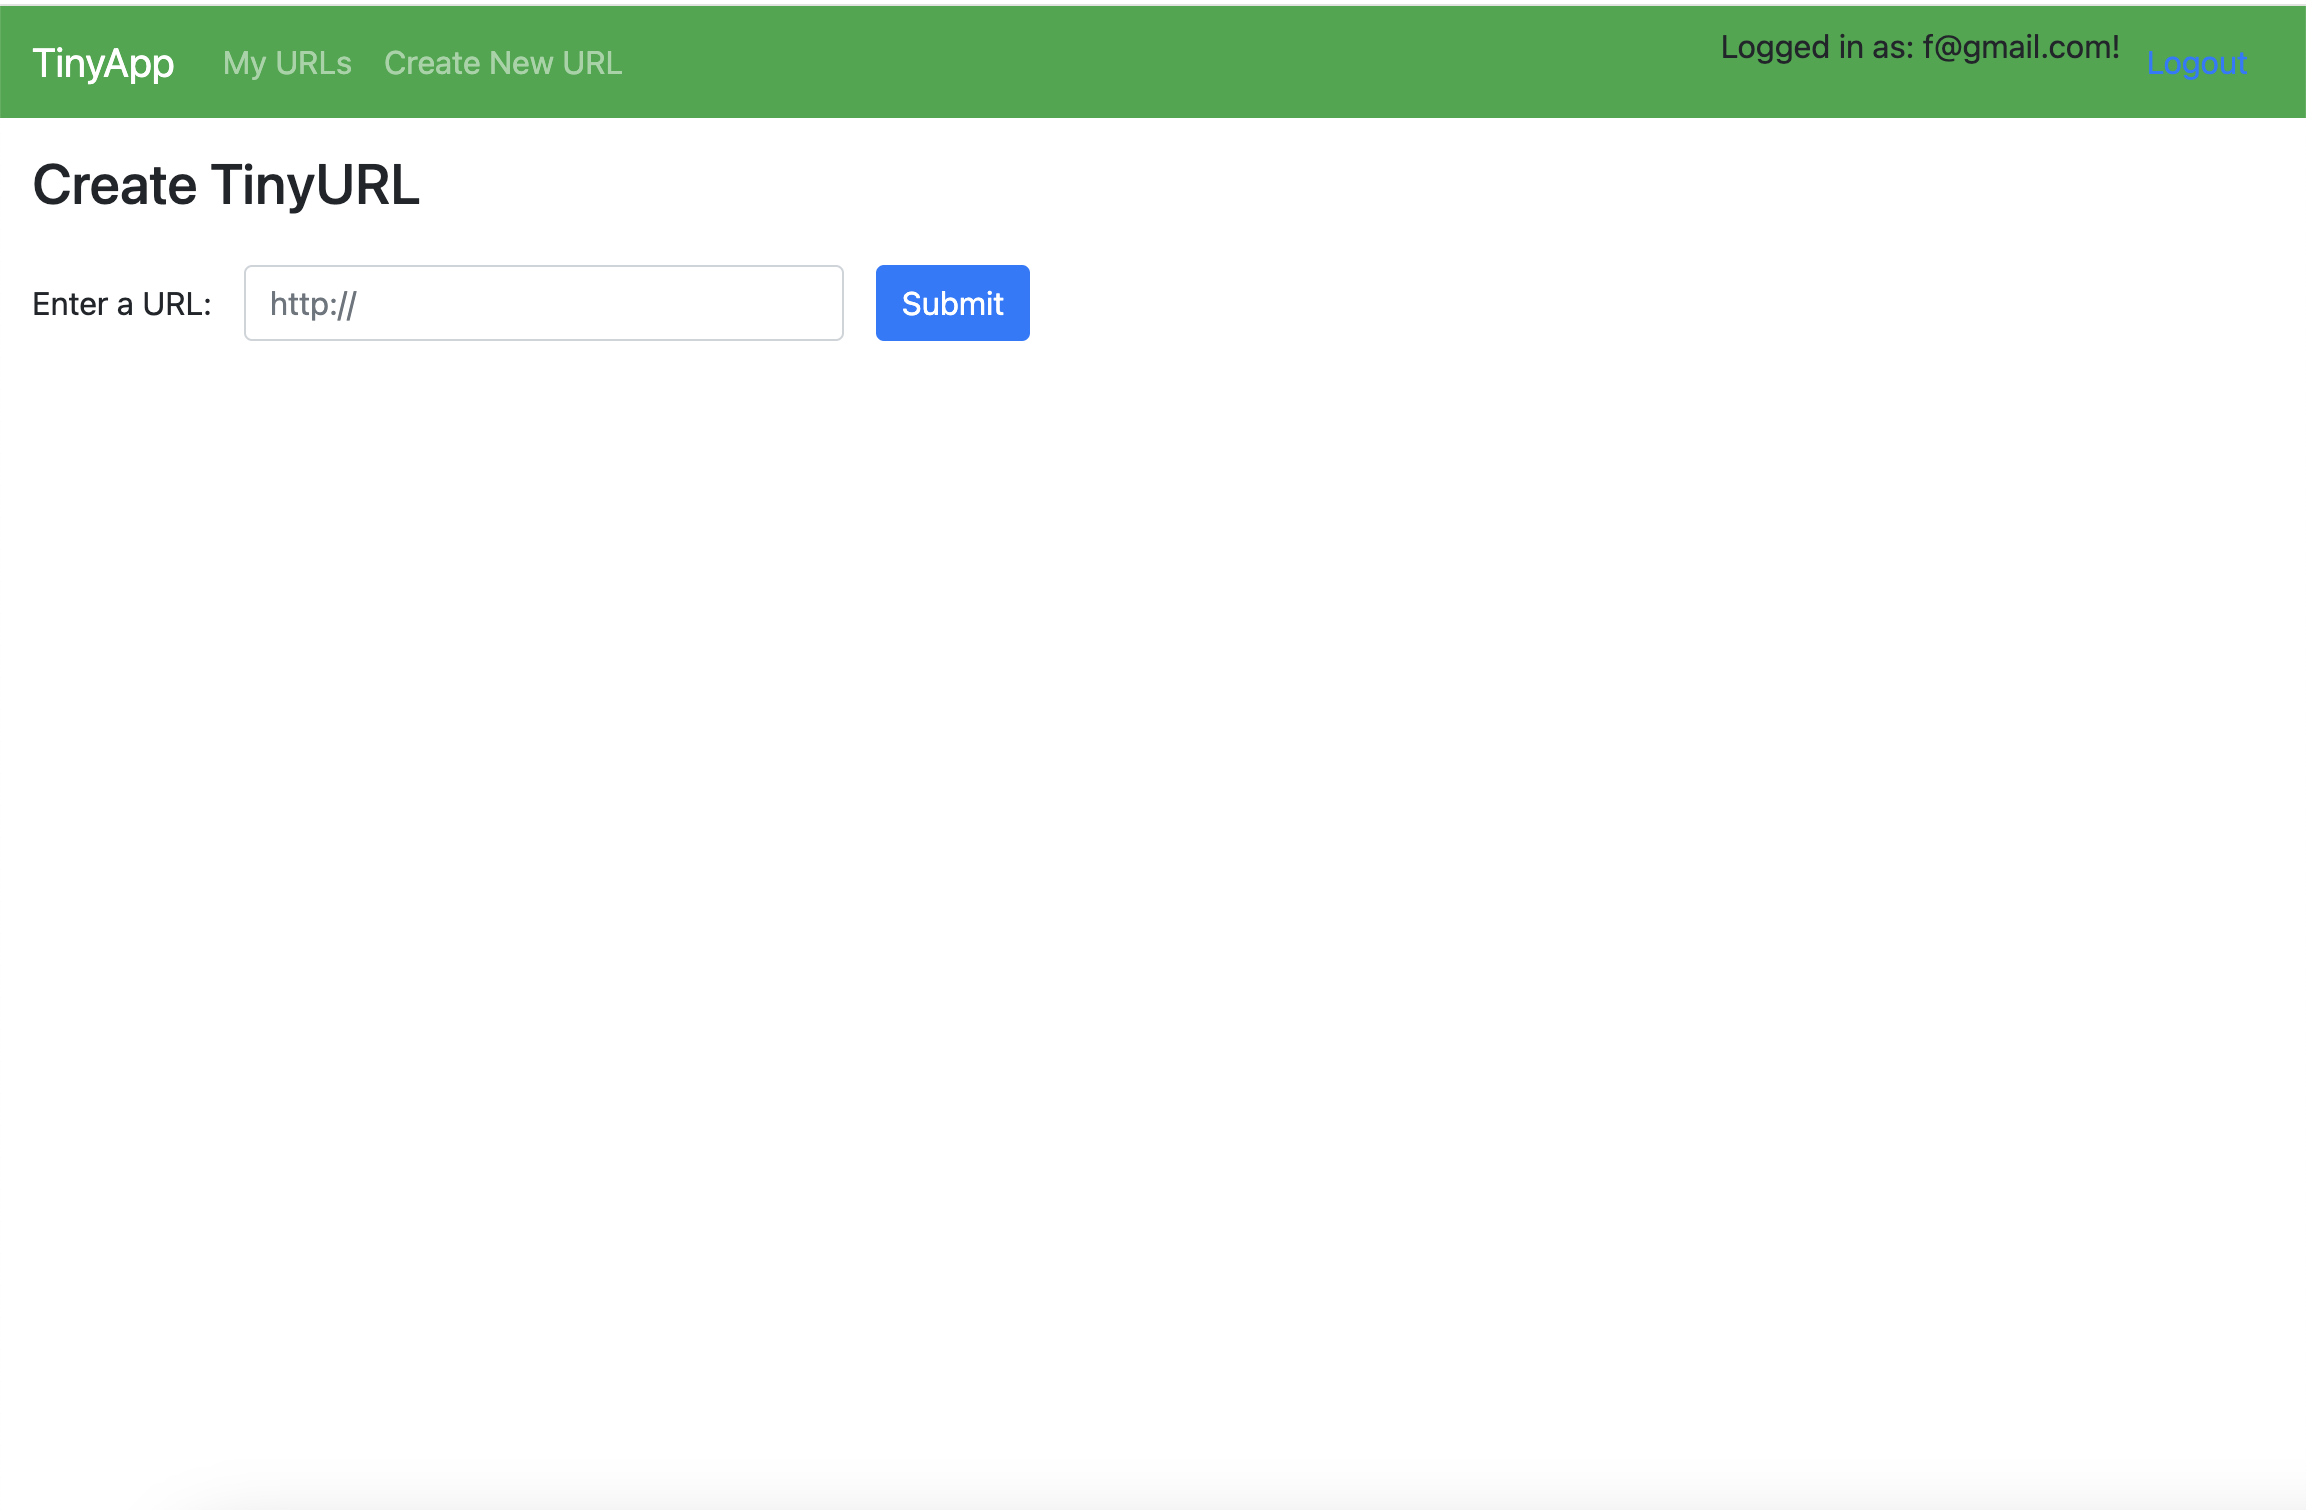 TinyApp My URLs Create New URL Logged in as: f@gmail.com! Logout
Create TinyURL
Enter a URL: http:// Submit